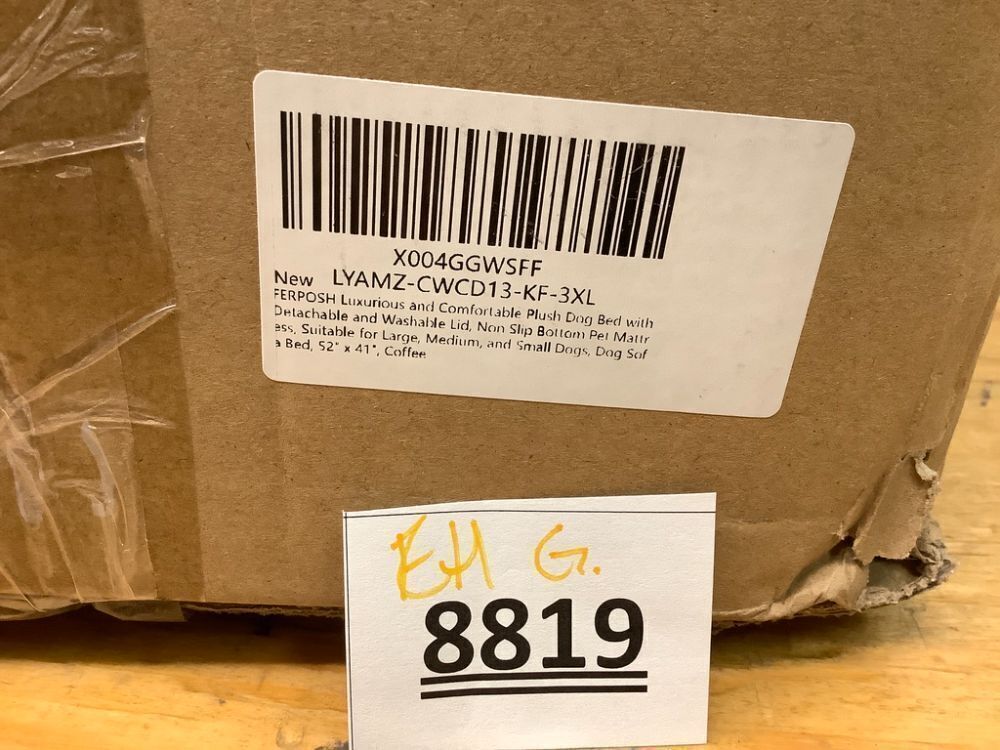 X004GGWSFF
New LYAMZ-CWCD13-KF-3XL
FERPOSH Luxurious and Comfortable Plush Dog Bed with
Detachable and Washable Lid, Non Slip Bottom Pet Mattr
ess, Suitable for Large, Medium, and Small Dogs, Dog Sof
a Bed, 52" x 41", Coffee
EH G.
8819